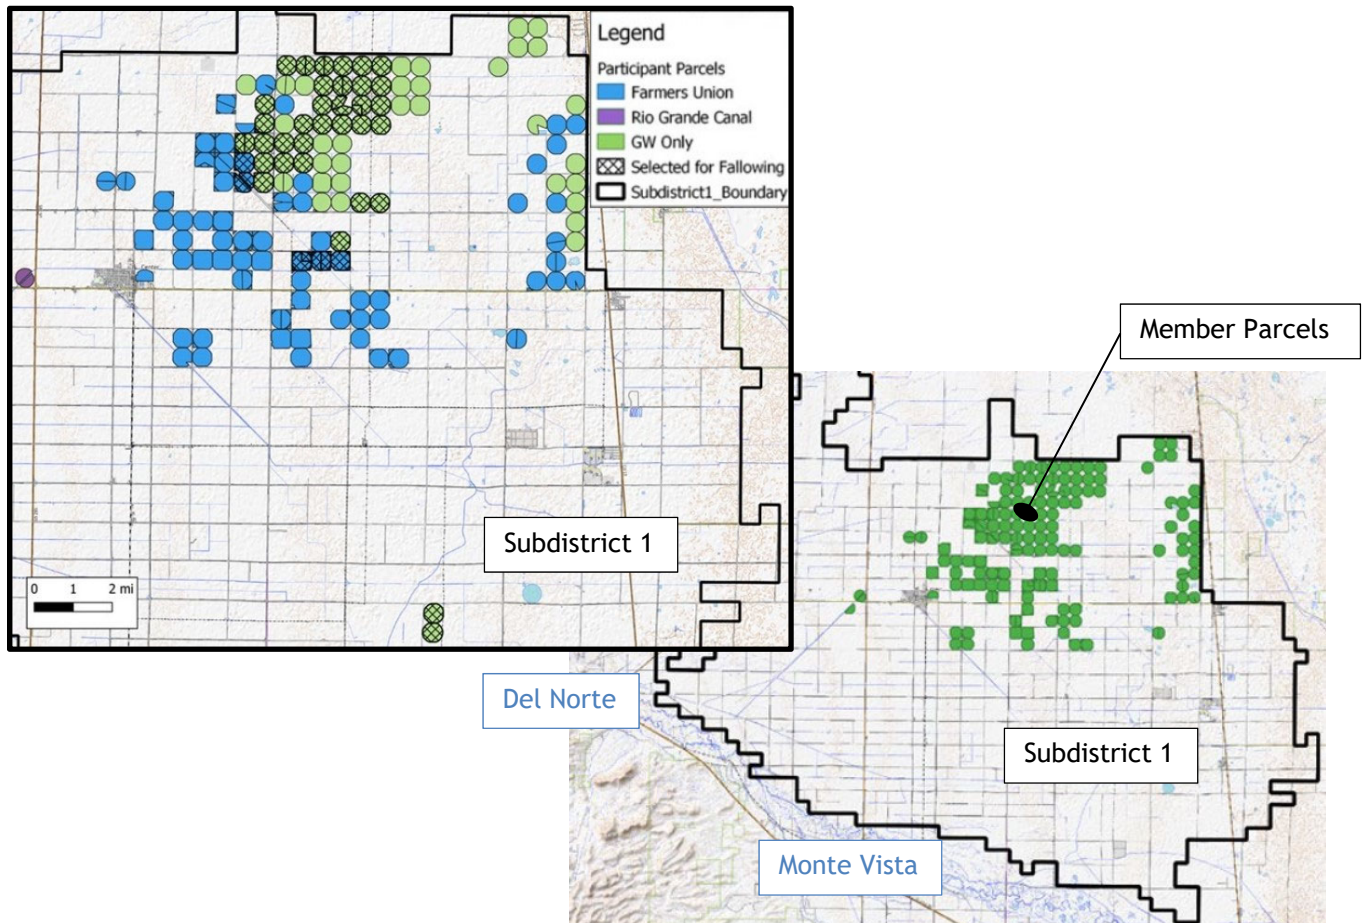 Legend
Participant Parcels
Farmers Union
Rio Grande Canal
GW Only
Selected for Fallowing
Subdistrict1_Boundary
Member Parcels
Subdistrict 1
0 1 2 mi
Del Norte
Subdistrict 1
Monte Vista